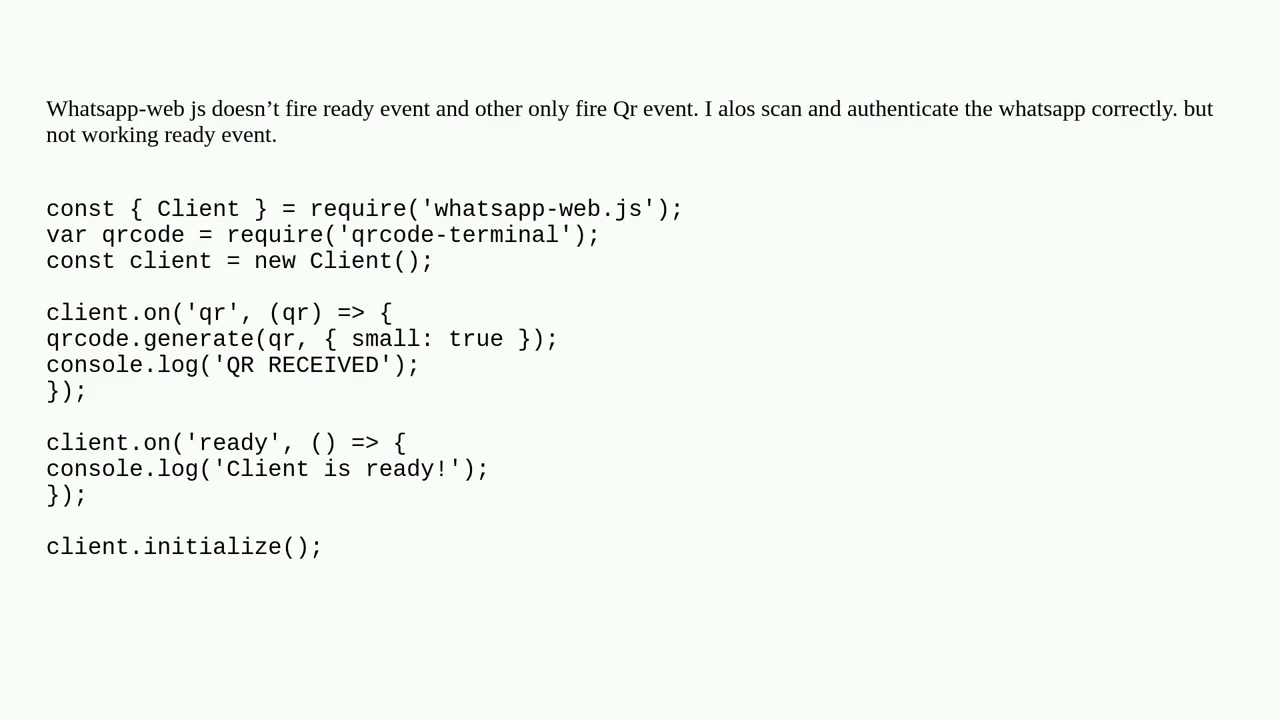 Whatsapp-web js doesn’t fire ready event and other only fire Qr event. I alos scan and authenticate the whatsapp correctly. but
not working ready event.
const { Client } = require('whatsapp-web.js');
var qrcode = require('qrcode-terminal');
const client = new Client();
client.on('qr', (qr) => {
qrcode.generate(qr, { small: true });
console.log('QR RECEIVED');
});
client.on('ready', () => {
console.log('Client is ready!');
});
client.initialize();